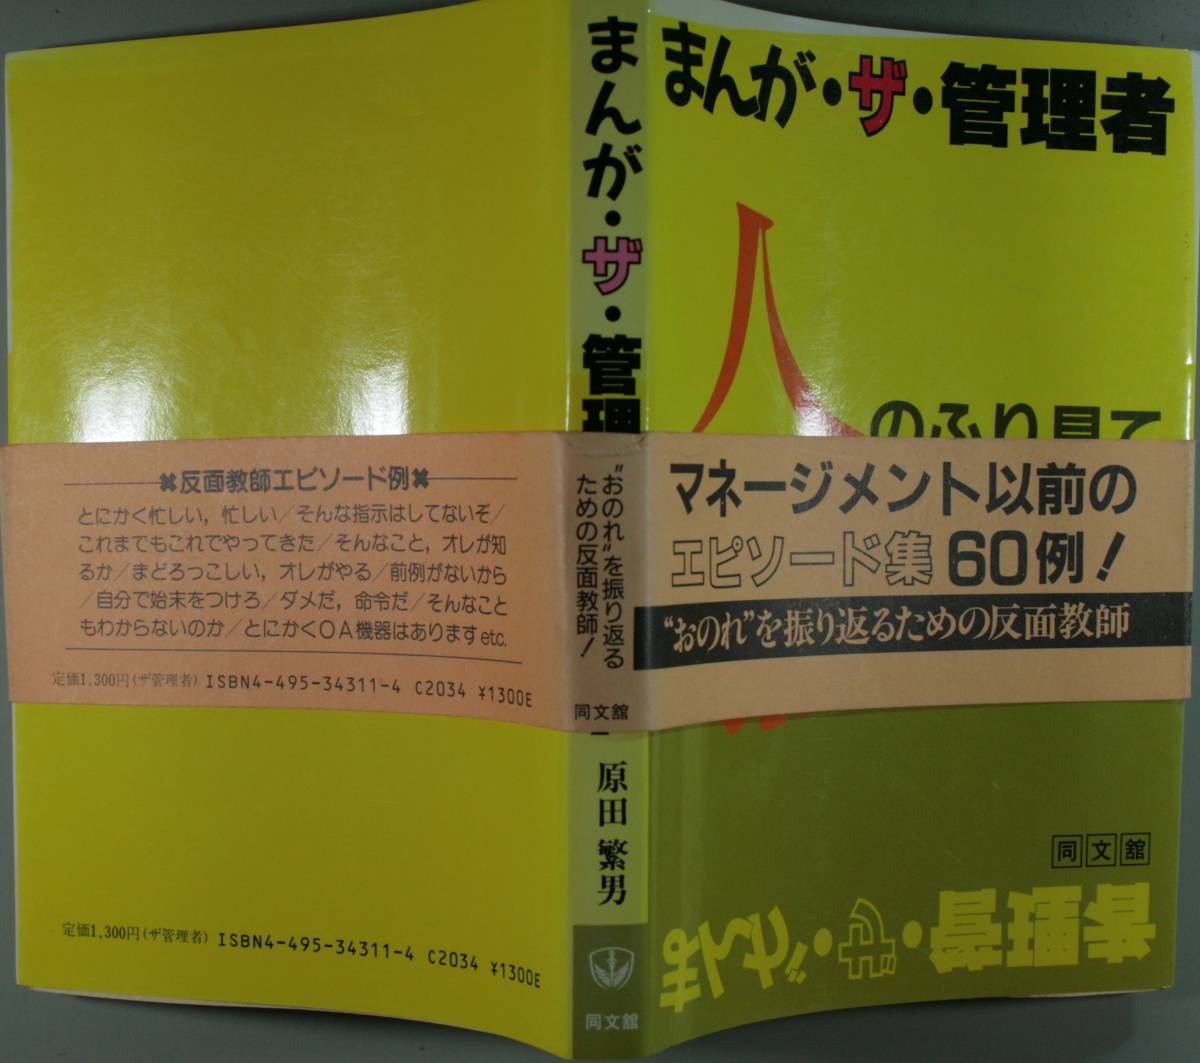 まんが・ザ・管理者
人
のふり見て
マネージメント以前の
エピソード集 60例！
“おのれ”を振り返るための反面教師
同文舘
まんが・ザ・管理者
まんが・ザ・管理
“おのれ”を振り返る
ための反面教師！
同文舘
原田繁男
同文舘
✖反面教師エピソード例✖
とにかく忙しい，忙しい／そんな指示はしてないぞ／
これまでもこれでやってきた／そんなこと，オレが知
るか／まどろっこしい，オレがやる／前例がないから
／自分で始末をつけろ／ダメだ，命令だ／そんなこと
もわからないのか／とにかくＯＡ機器はありますetc.
定価1,300円(ザ管理者) ISBN4-495-34311-4 C2034 ¥1300E
定価1,300円(ザ管理者) ISBN4-495-34311-4 C2034 ¥1300E